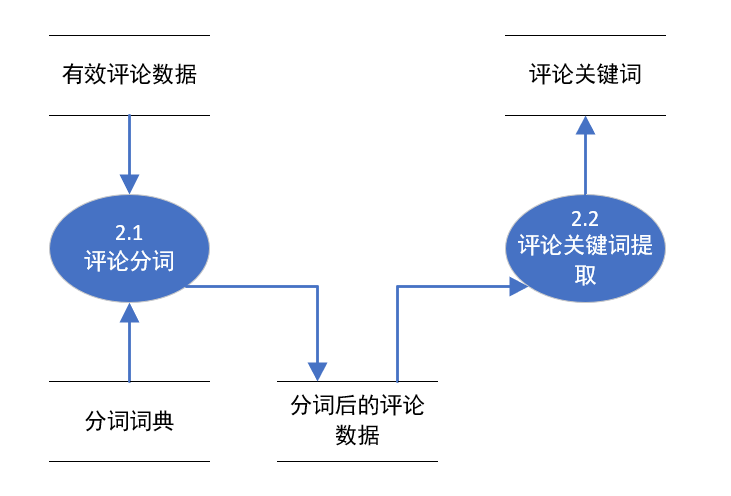 有效评论数据
评论关键词
2.1
评论分词
2.2
评论关键词提
取
分词词典
分词后的评论
数据